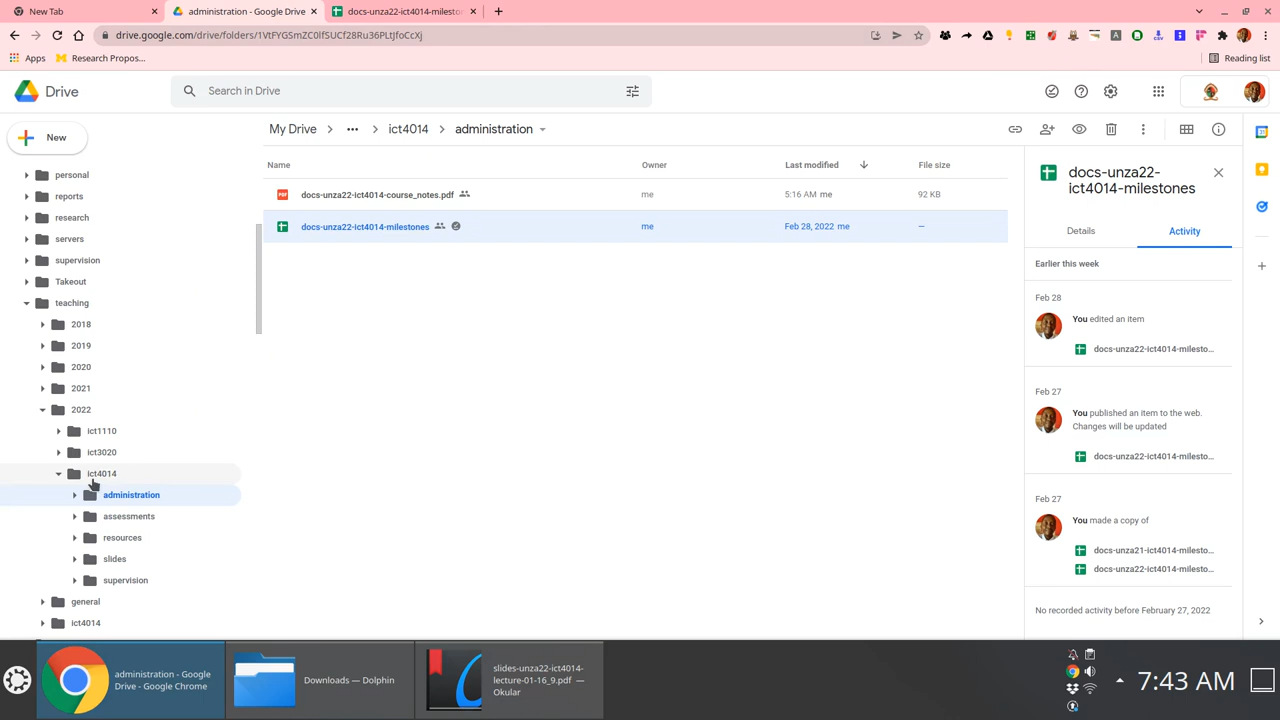 New Tab
administration - Google Drive
docs-unza22-ict4014-milestones
drive.google.com/drive/folders/1VtFYGSmZC0lfSUCf28Ru36PLtJfoCcXj
Apps
Research Propos...
Reading list
Drive
Search in Drive
New
My Drive
ict4014
administration
personal
reports
research
servers
supervision
Takeout
teaching
2018
2019
2020
2021
2022
ict1110
ict3020
ict4014
administration
assessments
resources
slides
supervision
general
ict4014
Name Owner Last modified File size
docs-unza22-ict4014-course_notes.pdf me 5:16 AM me 92 KB
docs-unza22-ict4014-milestones me Feb 28, 2022 me —
docs-unza22-
ict4014-milestones
Details Activity
Earlier this week
Feb 28
You edited an item
docs-unza22-ict4014-milesto...
Feb 27
You published an item to the web.
Changes will be updated
docs-unza22-ict4014-milesto...
Feb 27
You made a copy of
docs-unza21-ict4014-milesto...
docs-unza22-ict4014-milesto...
No recorded activity before February 27, 2022
administration - Google
Drive - Google Chrome
Downloads — Dolphin
slides-unza22-ict4014-
lecture-01-16_9.pdf —
Okular
7:43 AM